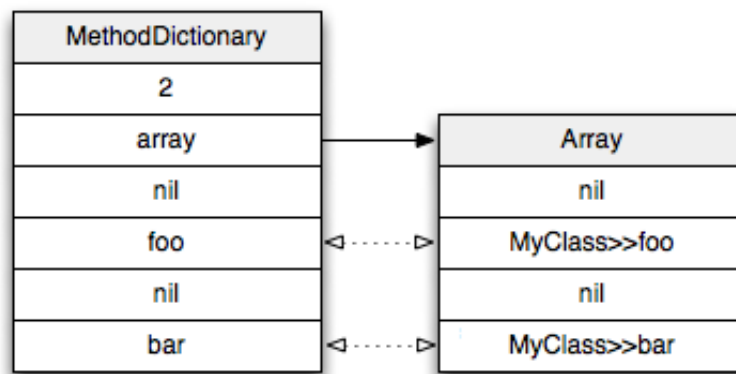 MethodDictionary
2
array
nil
foo
nil
bar
Array
nil
MyClass>>foo
nil
MyClass>>bar